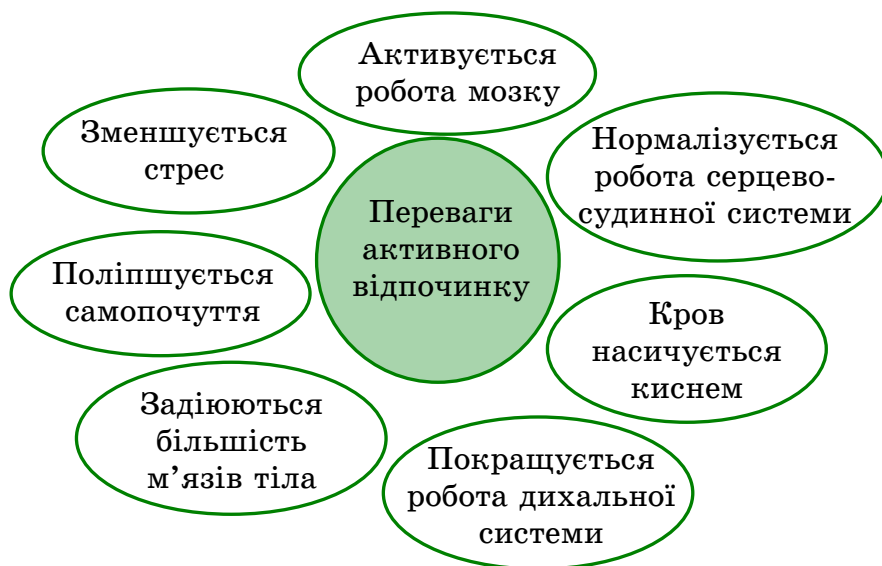 Активується
робота мозку
Зменшується
стрес
Нормалізується
робота серцево-
судинної системи
Переваги
активного
відпочинку
Поліпшується
самопочуття
Кров
насичується
киснем
Задіюються
більшість
м’язів тіла
Покращується
робота дихальної
системи